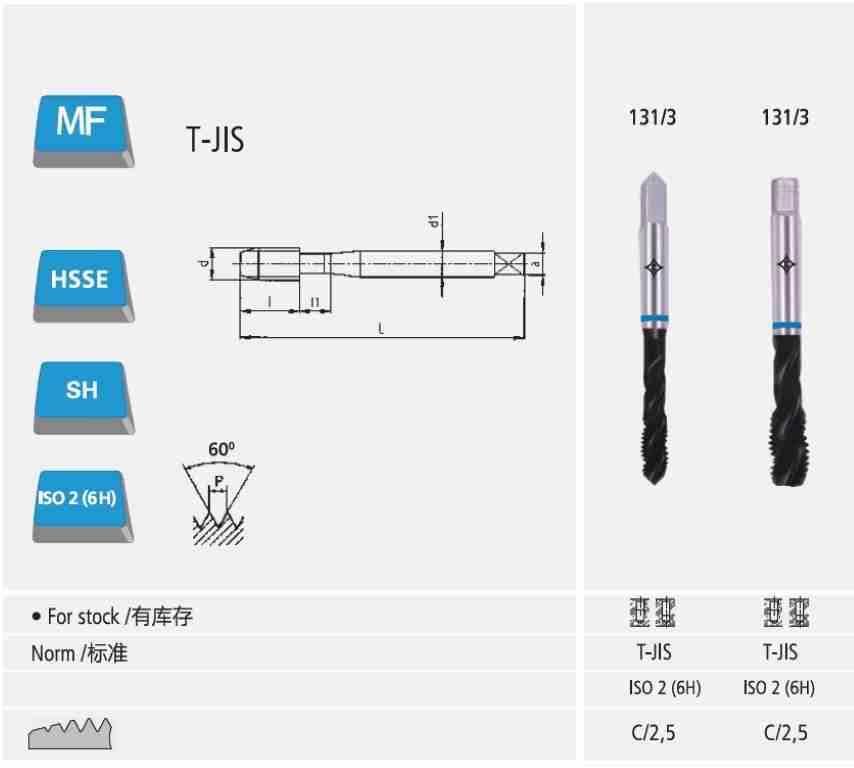 MF
T-JIS
131/3
131/3
HSSE
d
d1
a
l
l1
L
SH
60°
P
ISO 2 (6H)
• For stock /有库存
Norm /标准
T-JIS
T-JIS
ISO 2 (6H)
ISO 2 (6H)
C/2,5
C/2,5